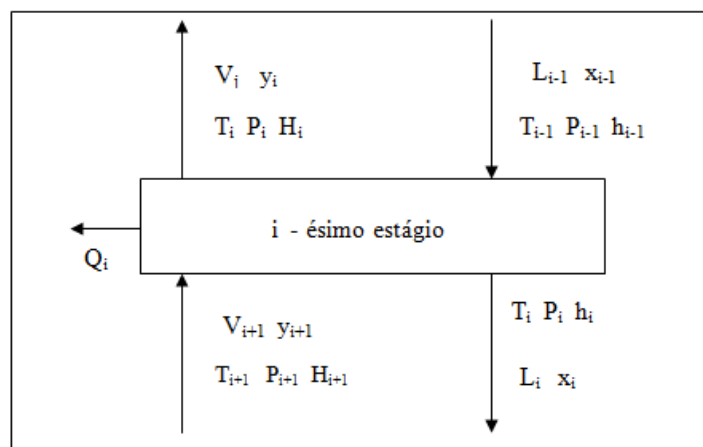 Vj yi
Ti Pi Hi
Li-1 xi-1
Ti-1 Pi-1 hi-1
i - ésimo estágio
Qi
Vi+1 yi+1
Ti+1 Pi+1 Hi+1
Ti Pi hi
Li xi